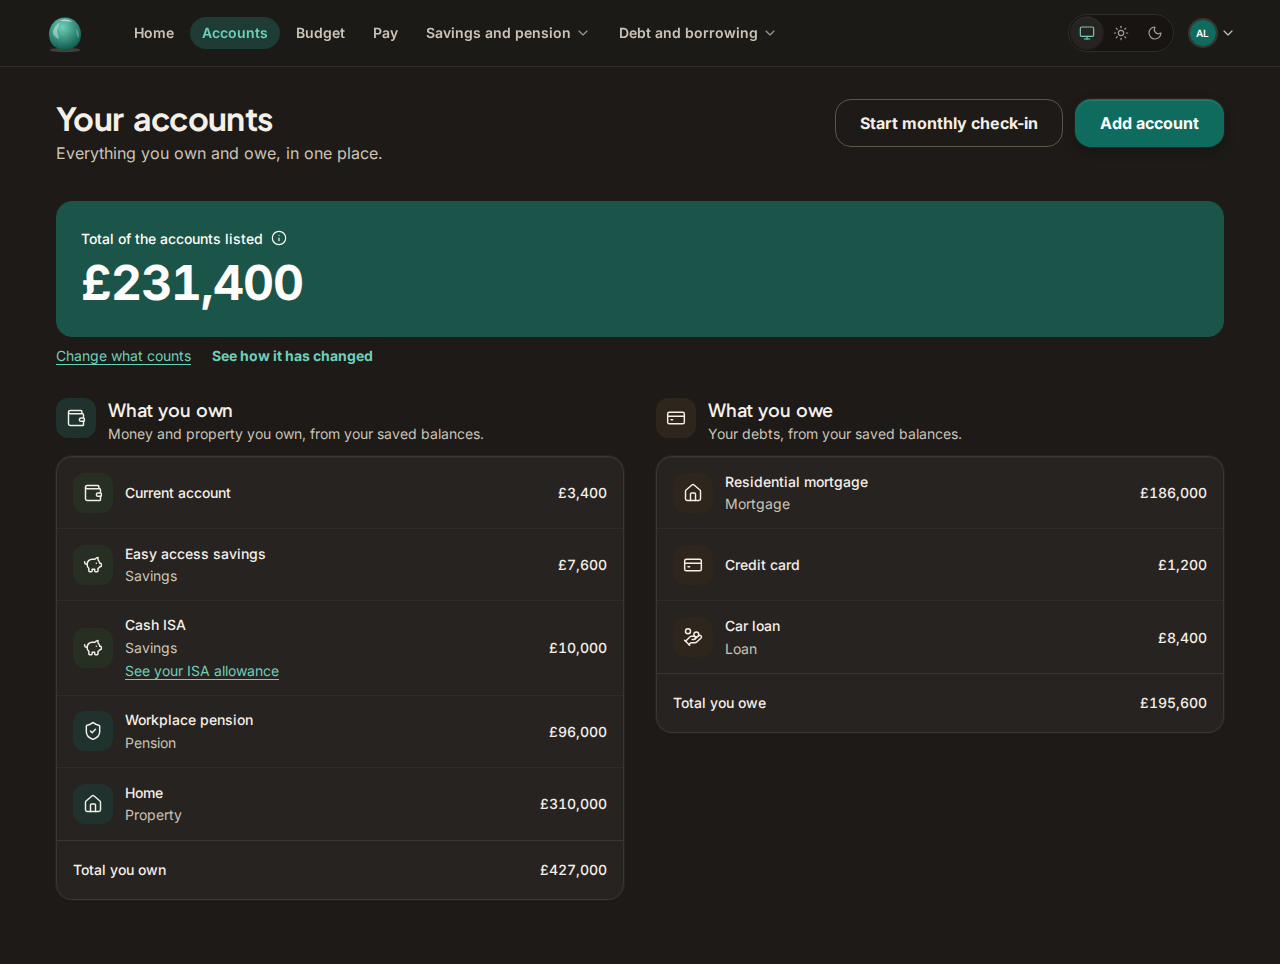 Home
Accounts
Budget
Pay
Savings and pension
Debt and borrowing
AL
Your accounts
Everything you own and owe, in one place.
Start monthly check-in
Add account
Total of the accounts listed
£231,400
Change what counts
See how it has changed
What you own
Money and property you own, from your saved balances.
Current account
£3,400
Easy access savings
Savings
£7,600
Cash ISA
Savings
See your ISA allowance
£10,000
Workplace pension
Pension
£96,000
Home
Property
£310,000
Total you own
£427,000
What you owe
Your debts, from your saved balances.
Residential mortgage
Mortgage
£186,000
Credit card
£1,200
Car loan
Loan
£8,400
Total you owe
£195,600